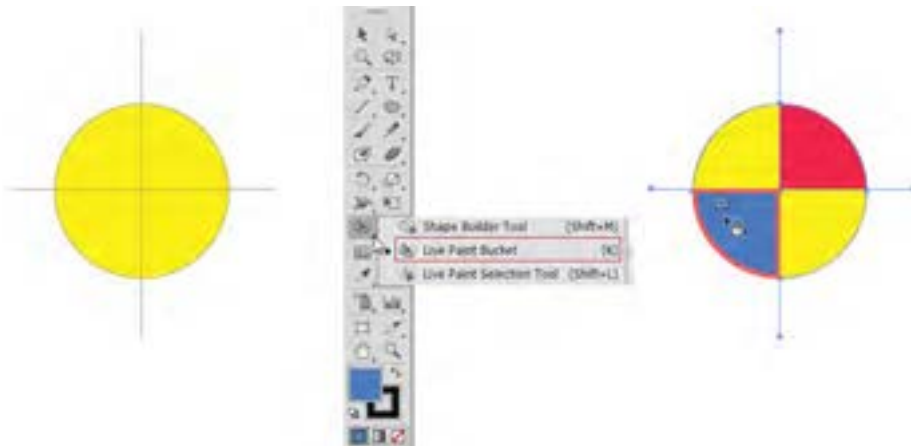 Shape Builder Tool (Shift+M)
Live Paint Bucket (K)
Live Paint Selection Tool (Shift+L)